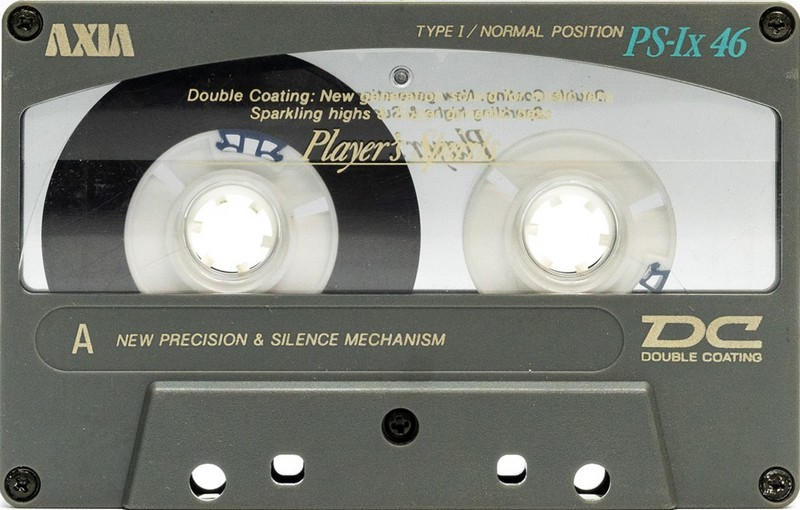 AXIA
TYPE I / NORMAL POSITION PS-Ix 46
Double Coating: New
Sparkling highs
Player's
A NEW PRECISION & SILENCE MECHANISM
DC
DOUBLE COATING